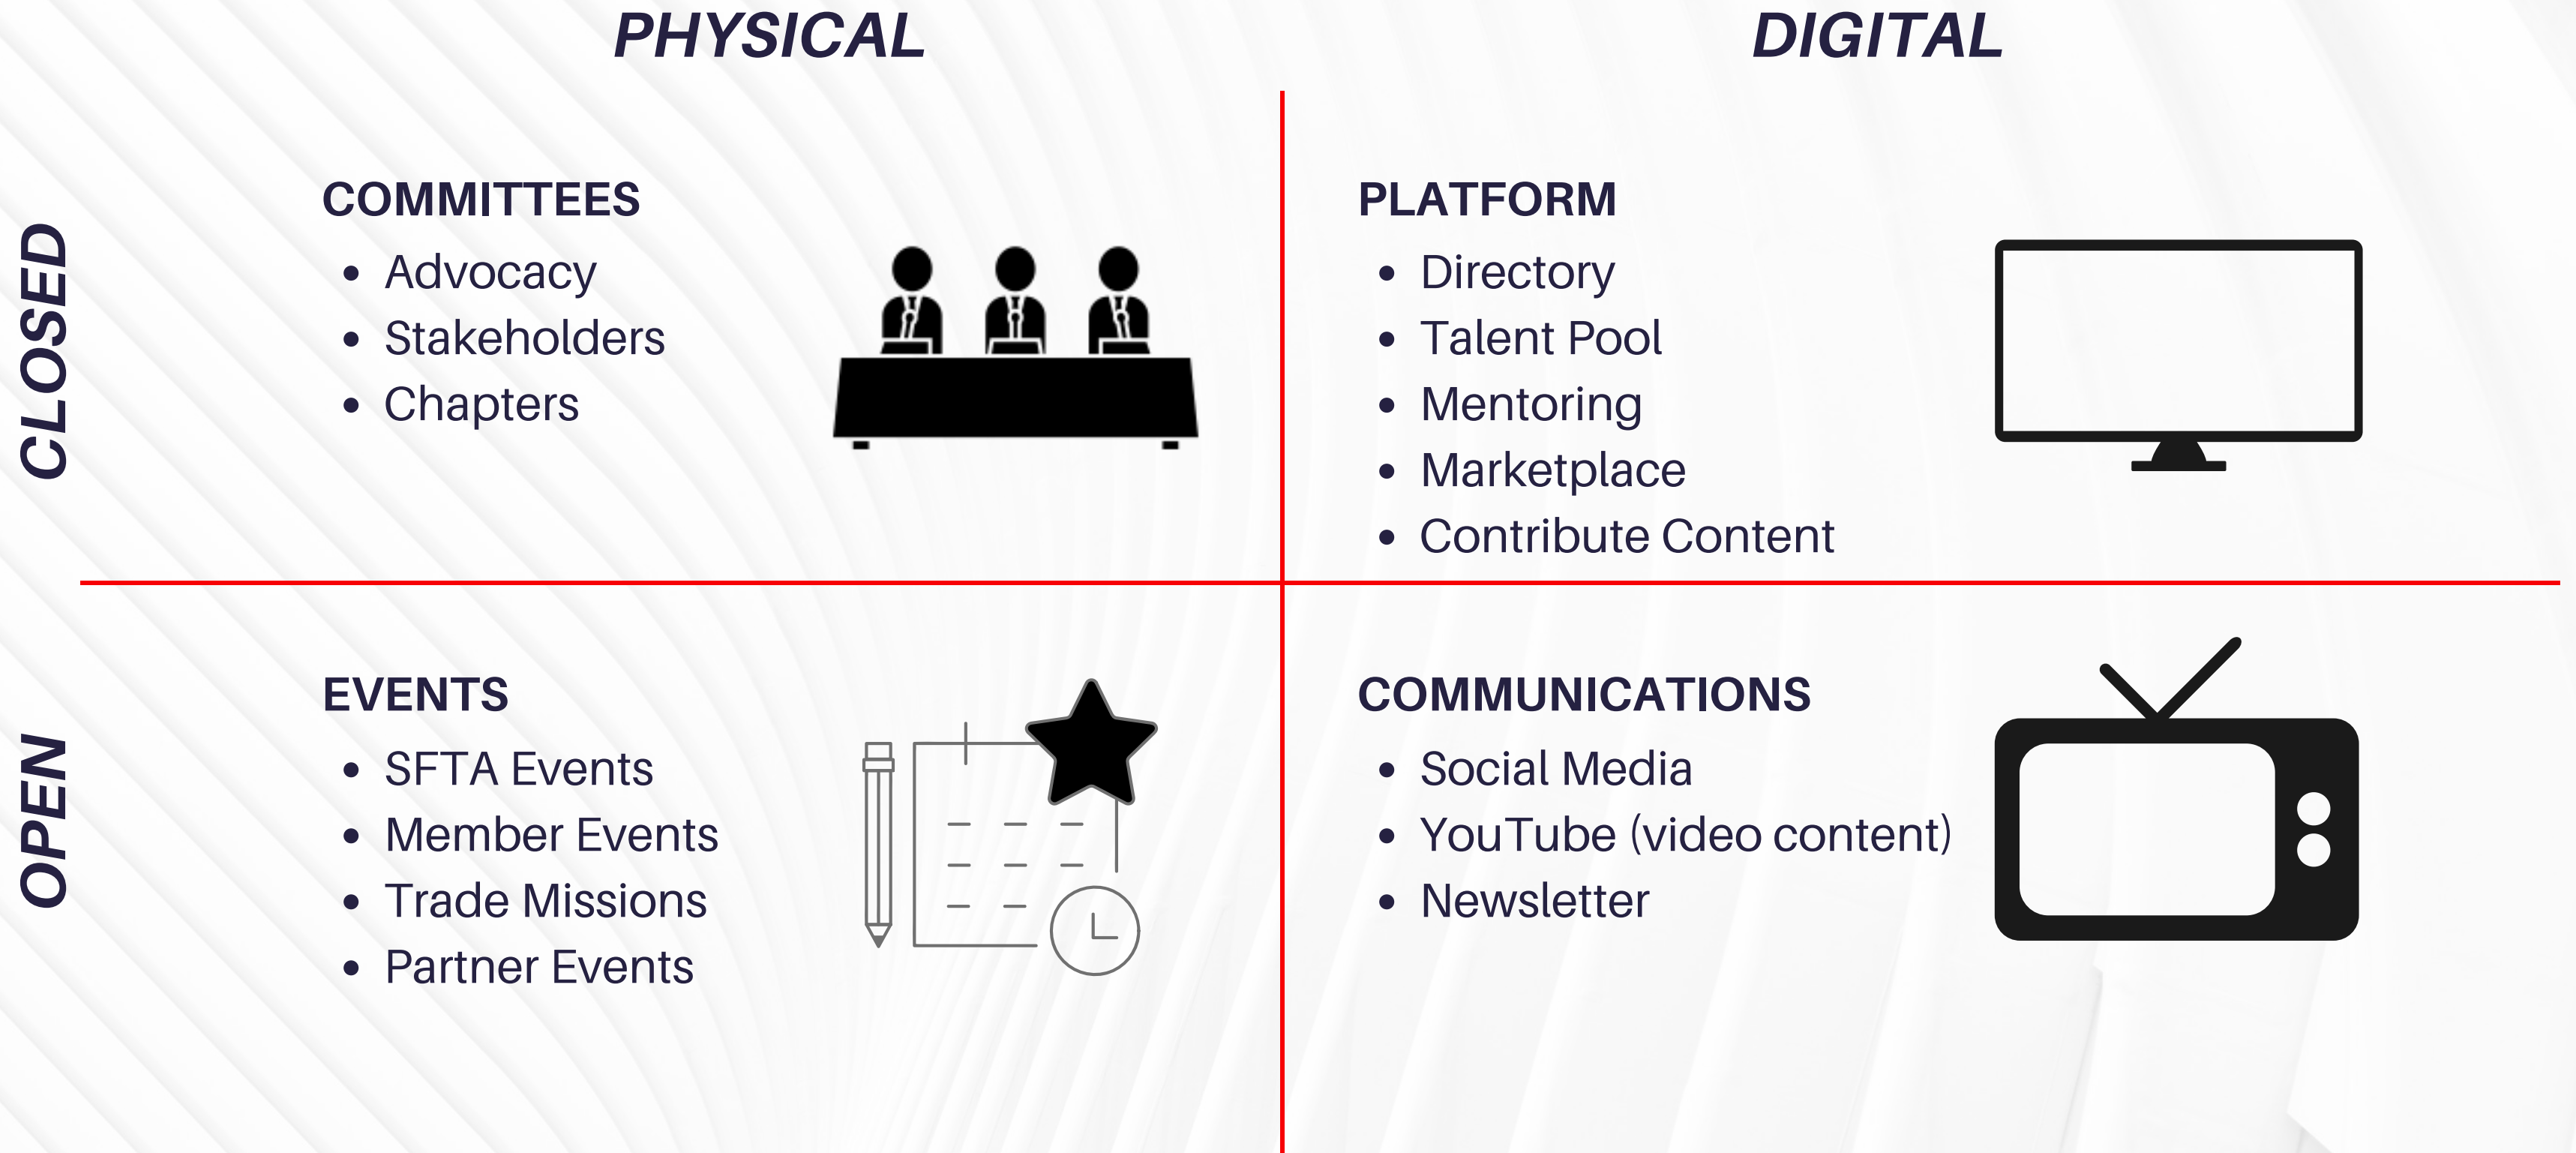 PHYSICAL
DIGITAL
CLOSED
COMMITTEES
• Advocacy
• Stakeholders
• Chapters
PLATFORM
• Directory
• Talent Pool
• Mentoring
• Marketplace
• Contribute Content
OPEN
EVENTS
• SFTA Events
• Member Events
• Trade Missions
• Partner Events
COMMUNICATIONS
• Social Media
• YouTube (video content)
• Newsletter